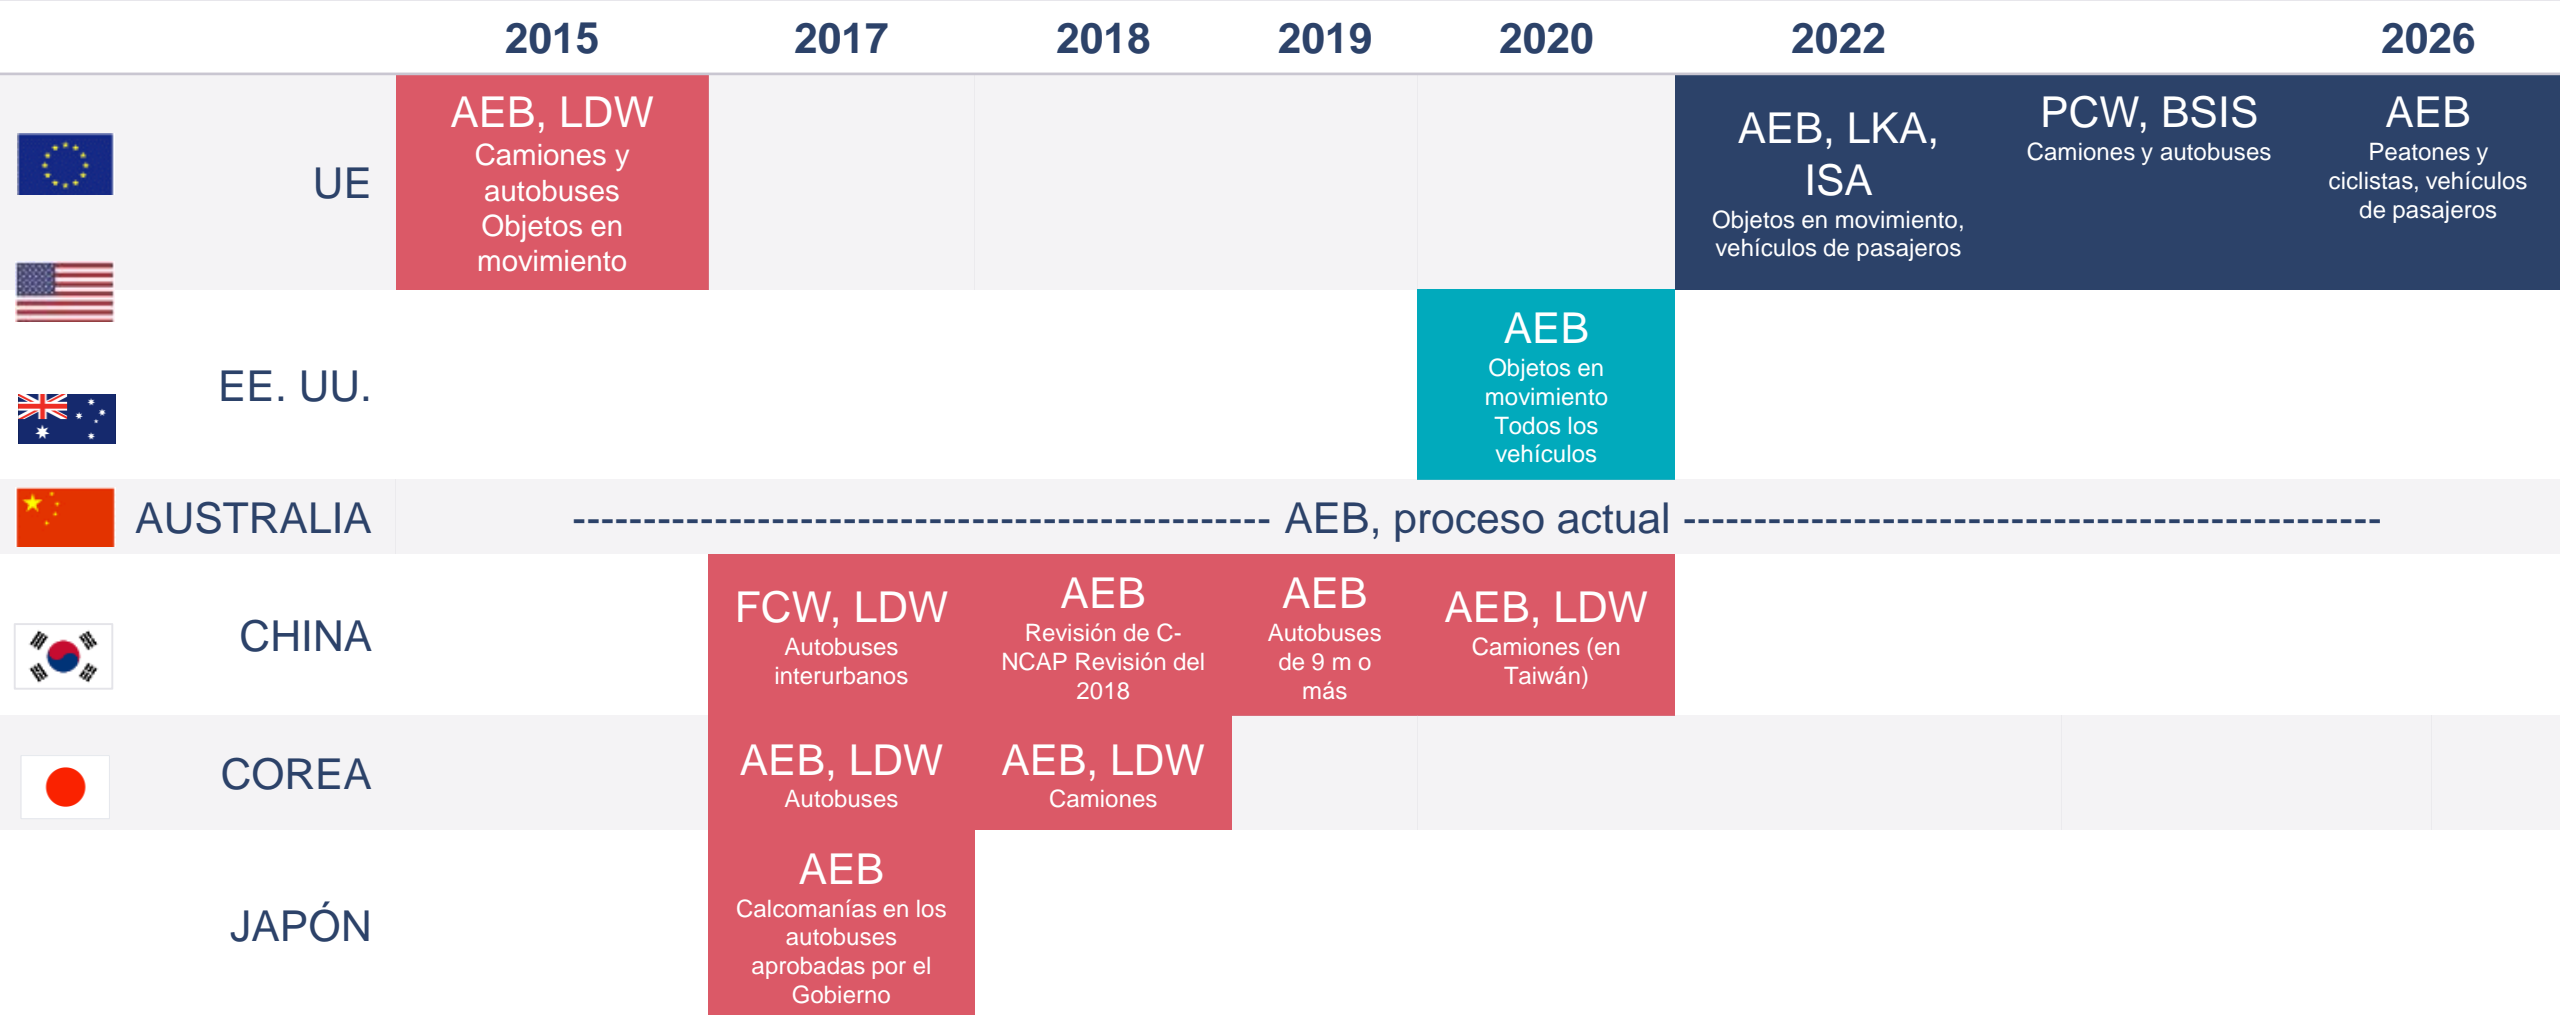 2015 2017 2018 2019 2020 2022 2026
UE
AEB, LDW
Camiones y
autobuses
Objetos en
movimiento
AEB, LKA,
ISA
Objetos en movimiento,
vehículos de pasajeros
PCW, BSIS
Camiones y autobuses
AEB
Peatones y
ciclistas, vehículos
de pasajeros
EE. UU.
AEB
Objetos en
movimiento
Todos los
vehículos
AUSTRALIA
------------------------------------------------- AEB, proceso actual -------------------------------------------------
CHINA
FCW, LDW
Autobuses
interurbanos
AEB
Revisión de C-
NCAP Revisión del
2018
AEB
Autobuses
de 9 m o
más
AEB, LDW
Camiones (en
Taiwán)
COREA
AEB, LDW
Autobuses
AEB, LDW
Camiones
JAPÓN
AEB
Calcomanías en los
autobuses
aprobadas por el
Gobierno